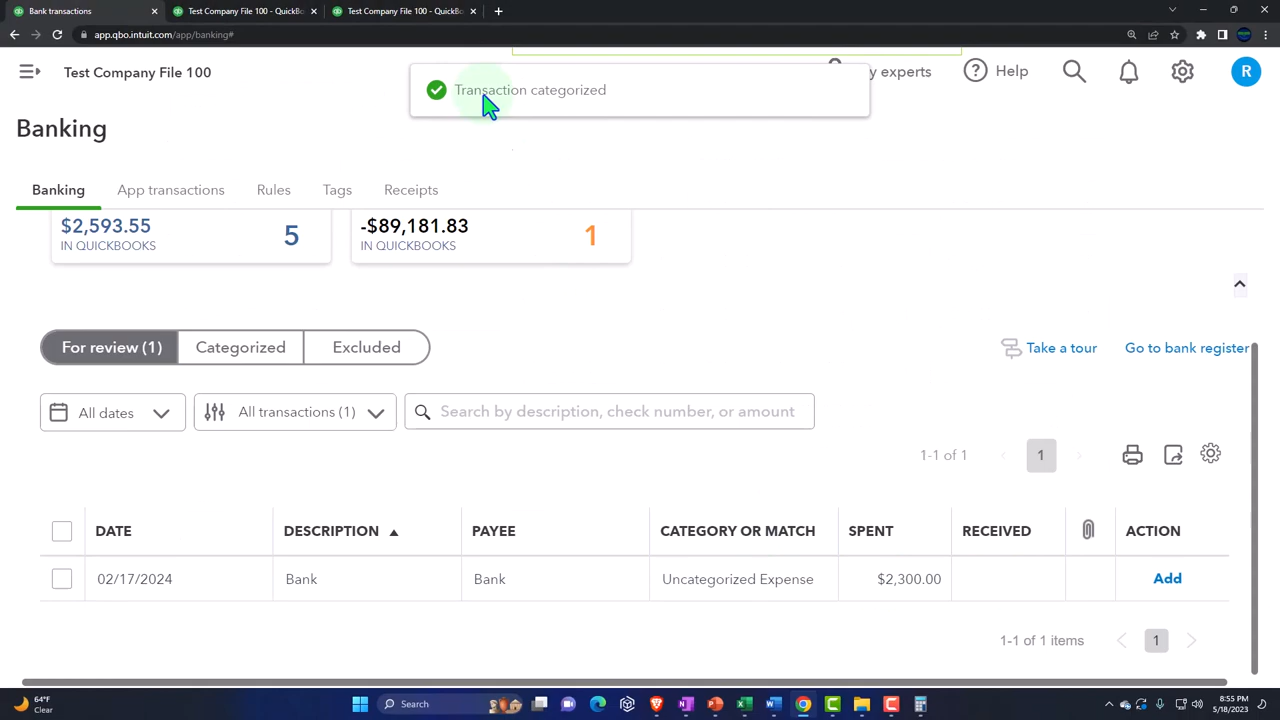 Bank transactions
Test Company File 100 - QuickBo
Test Company File 100 - QuickBo
app.qbo.intuit.com/app/banking#
Test Company File 100
y experts
Help
R
Transaction categorized
Banking
Banking
App transactions
Rules
Tags
Receipts
$2,593.55
IN QUICKBOOKS
5
-$89,181.83
IN QUICKBOOKS
1
For review (1)
Categorized
Excluded
Take a tour
Go to bank register
All dates
All transactions (1)
Search by description, check number, or amount
1-1 of 1
1
DATE DESCRIPTION PAYEE CATEGORY OR MATCH SPENT RECEIVED ACTION
02/17/2024 Bank Bank Uncategorized Expense $2,300.00 Add
1-1 of 1 items
1
64°F
Clear
Search
8:55 PM
5/18/2023